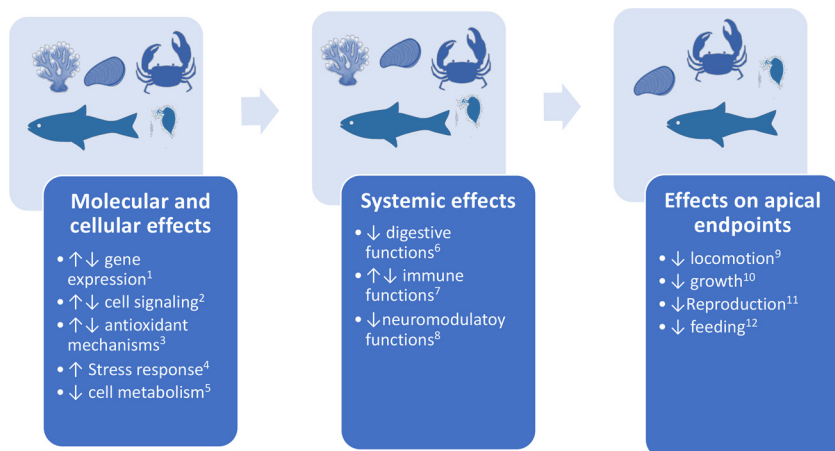 Molecular and
cellular effects
• ↑↓ gene
expression¹
• ↑↓ cell signaling²
• ↑↓ antioxidant
mechanisms³
• ↑ Stress response⁴
• ↓ cell metabolism⁵
Systemic effects
• ↓ digestive
functions⁶
• ↑↓ immune
functions⁷
• ↓neuromodulatoy
functions⁸
Effects on apical
endpoints
• ↓ locomotion⁹
• ↓ growth¹⁰
• ↓Reproduction¹¹
• ↓ feeding¹²